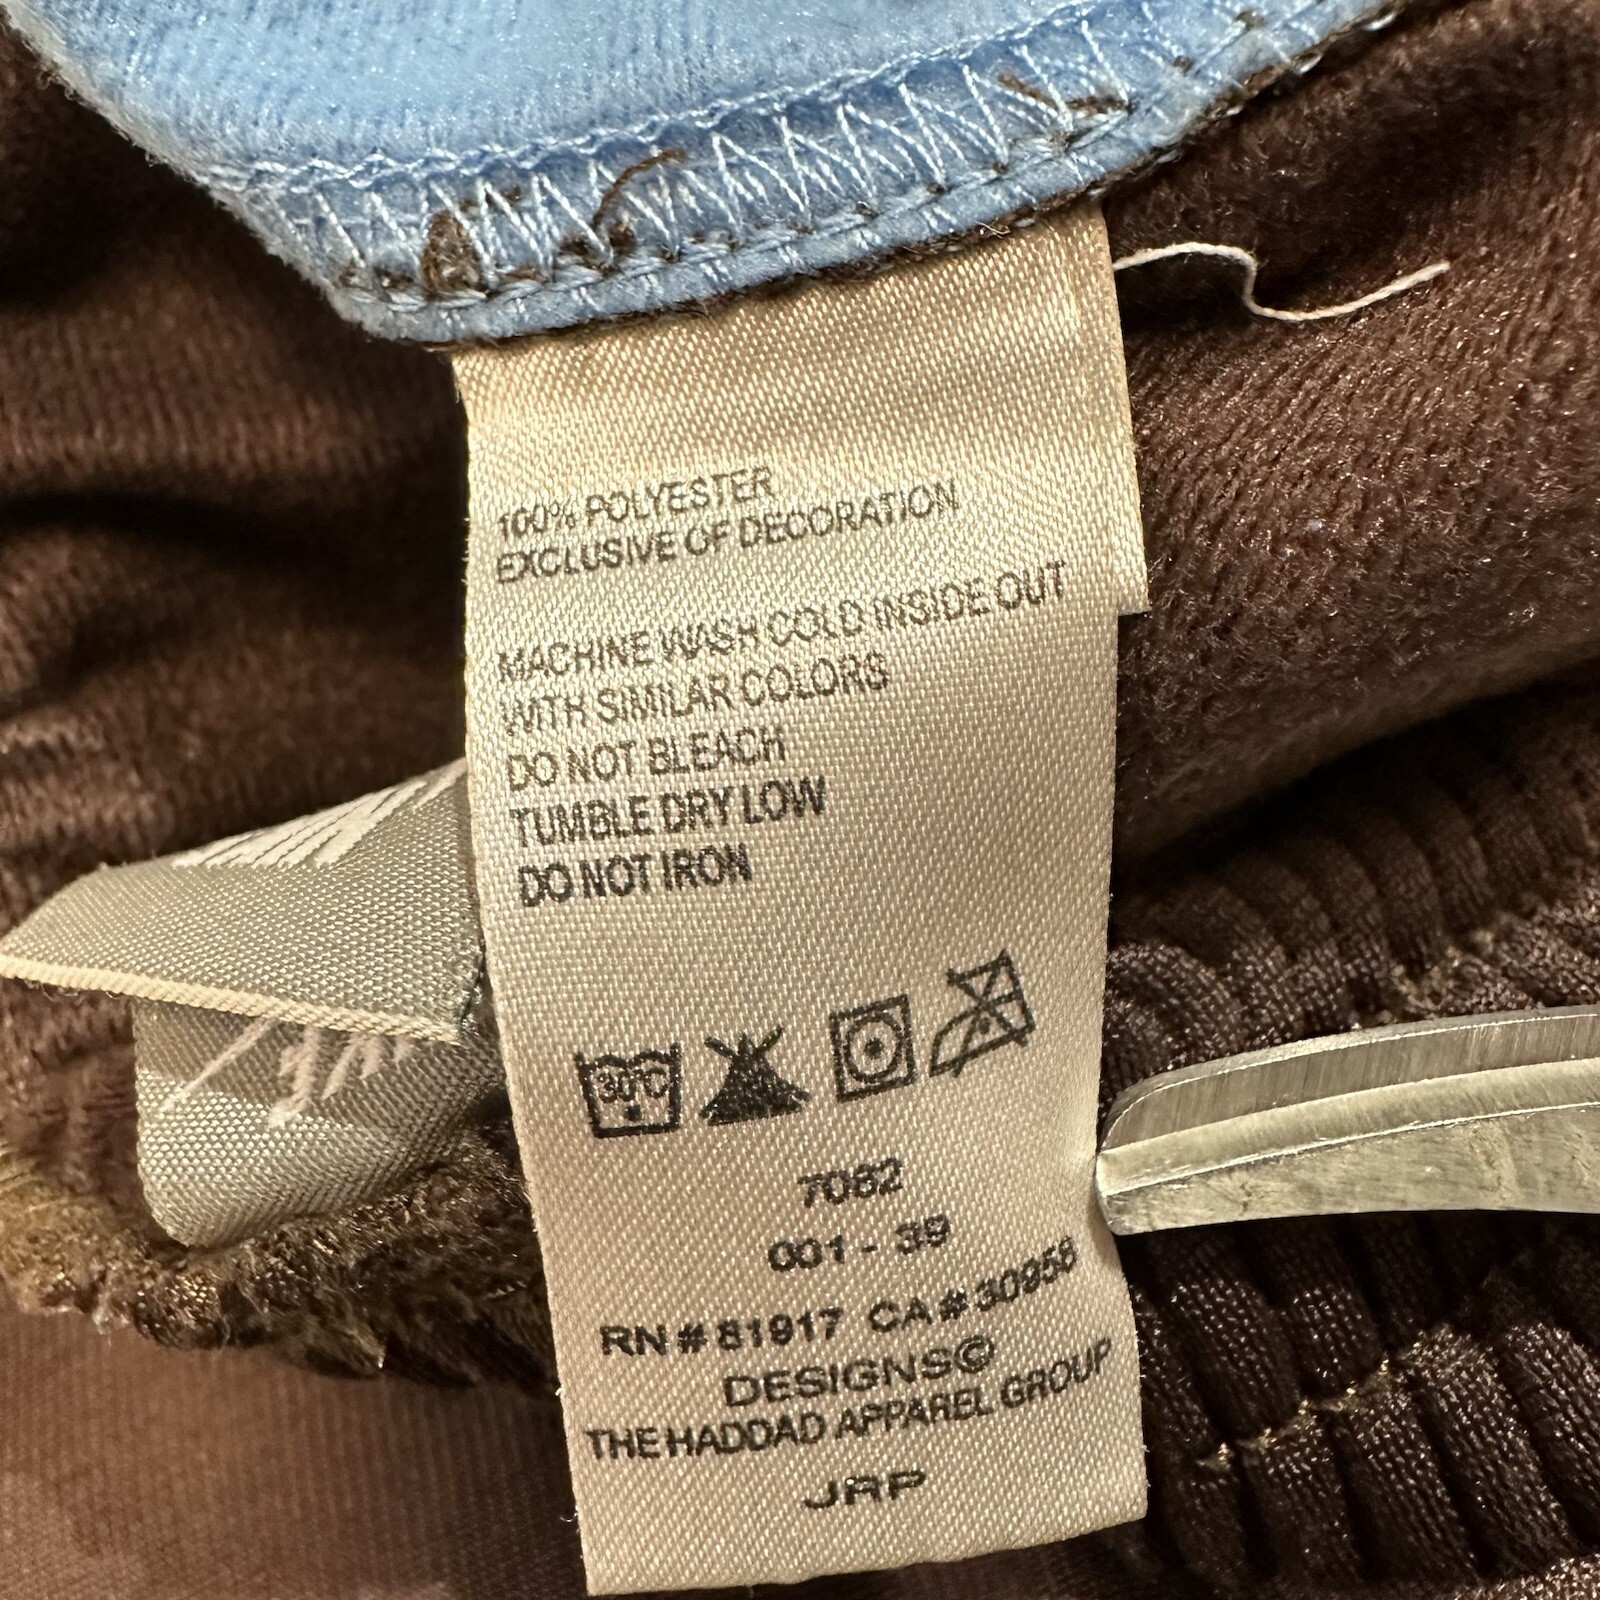 100% POLYESTER
EXCLUSIVE OF DECORATION
MACHINE WASH COLD INSIDE OUT
WITH SIMILAR COLORS
DO NOT BLEACH
TUMBLE DRY LOW
DO NOT IRON
30°C
7082
001 - 39
RN # 81917 CA # 30956
DESIGNS©
THE HADDAD APPAREL GROUP
JRP